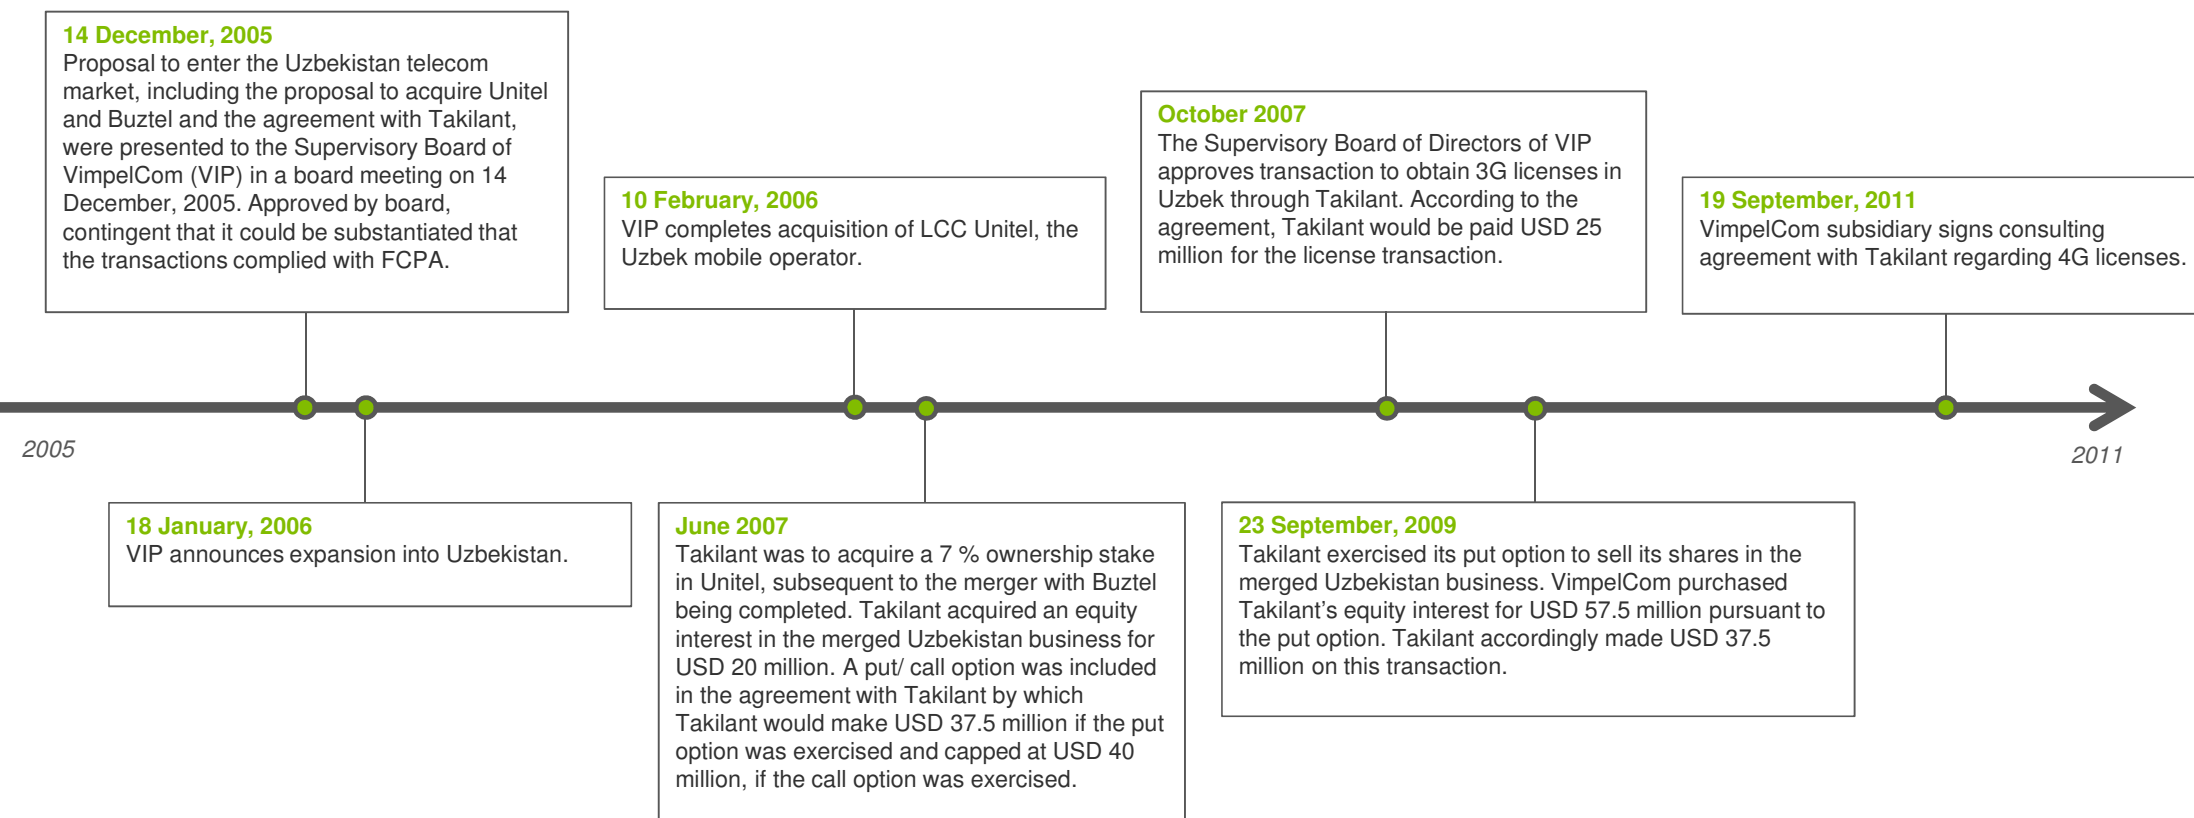 14 December, 2005
Proposal to enter the Uzbekistan telecom
market, including the proposal to acquire Unitel
and Buztel and the agreement with Takilant,
were presented to the Supervisory Board of
VimpelCom (VIP) in a board meeting on 14
December, 2005. Approved by board,
contingent that it could be substantiated that
the transactions complied with FCPA.
10 February, 2006
VIP completes acquisition of LCC Unitel, the
Uzbek mobile operator.
October 2007
The Supervisory Board of Directors of VIP
approves transaction to obtain 3G licenses in
Uzbek through Takilant. According to the
agreement, Takilant would be paid USD 25
million for the license transaction.
19 September, 2011
VimpelCom subsidiary signs consulting
agreement with Takilant regarding 4G licenses.
2005
2011
18 January, 2006
VIP announces expansion into Uzbekistan.
June 2007
Takilant was to acquire a 7 % ownership stake
in Unitel, subsequent to the merger with Buztel
being completed. Takilant acquired an equity
interest in the merged Uzbekistan business for
USD 20 million. A put/ call option was included
in the agreement with Takilant by which
Takilant would make USD 37.5 million if the put
option was exercised and capped at USD 40
million, if the call option was exercised.
23 September, 2009
Takilant exercised its put option to sell its shares in the
merged Uzbekistan business. VimpelCom purchased
Takilant’s equity interest for USD 57.5 million pursuant to
the put option. Takilant accordingly made USD 37.5
million on this transaction.